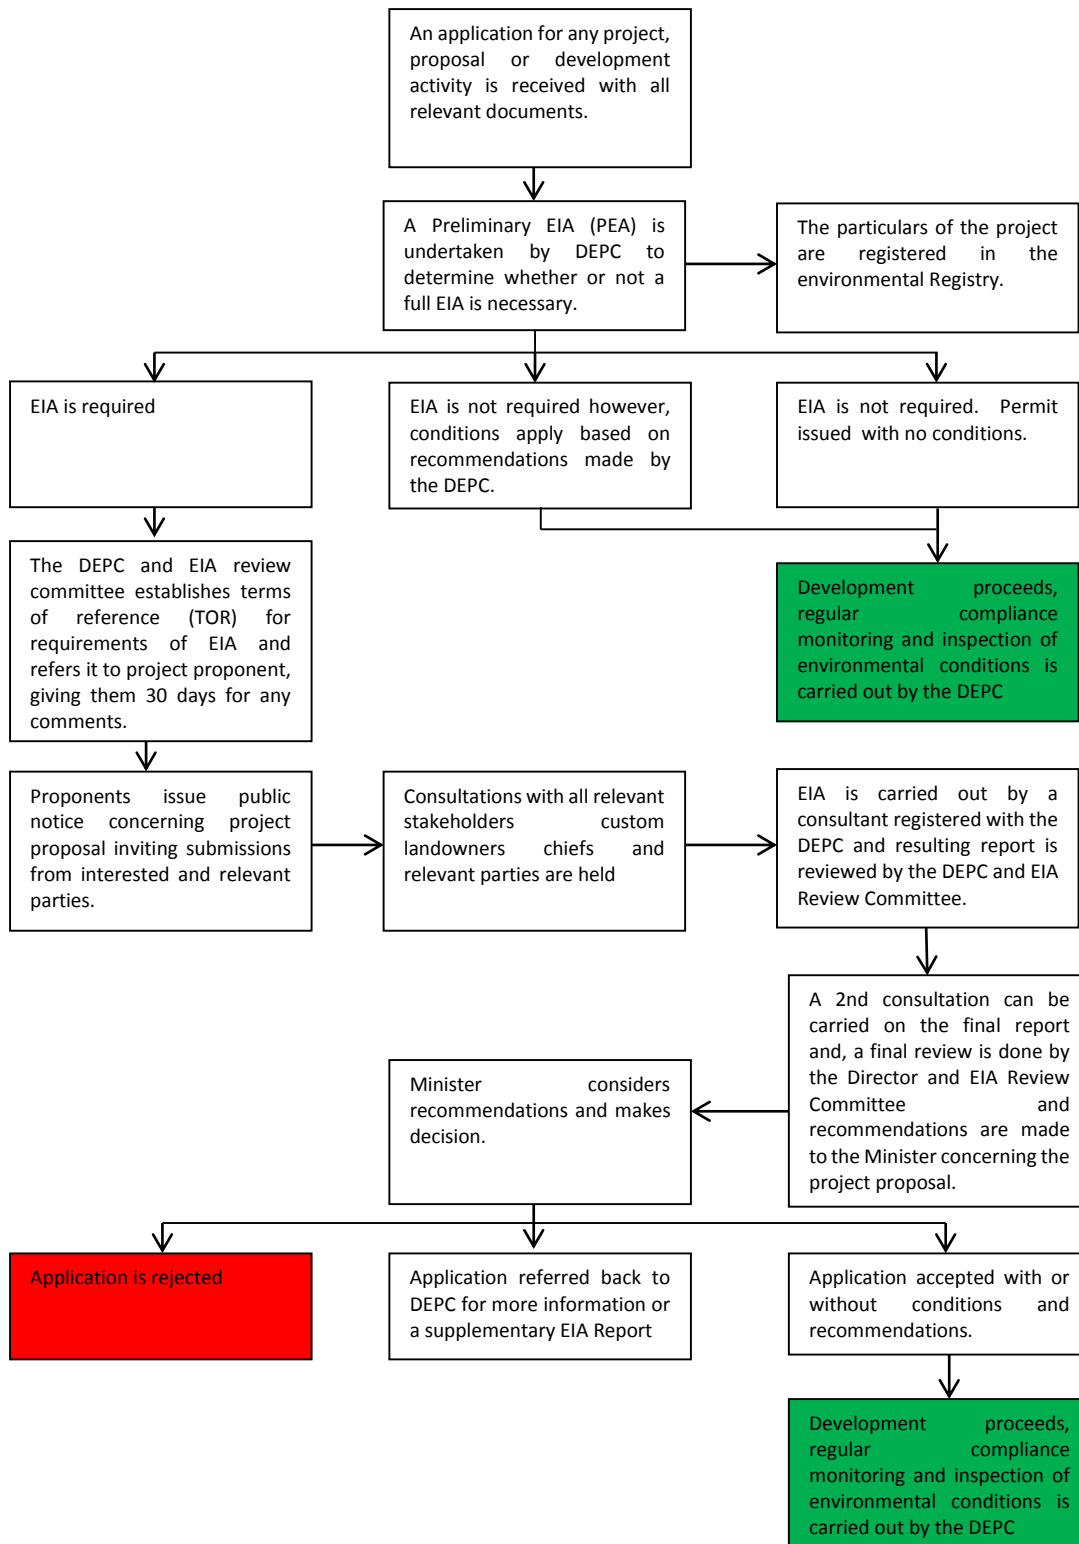 An application for any project,
proposal or development
activity is received with all
relevant documents.
A Preliminary EIA (PEA) is
undertaken by DEPC to
determine whether or not a
full EIA is necessary.
The particulars of the project
are registered in the
environmental Registry.
EIA is required
EIA is not required however,
conditions apply based on
recommendations made by
the DEPC.
EIA is not required. Permit
issued with no conditions.
The DEPC and EIA review
committee establishes terms
of reference (TOR) for
requirements of EIA and
refers it to project proponent,
giving them 30 days for any
comments.
Development proceeds,
regular compliance
monitoring and inspection of
environmental conditions is
carried out by the DEPC
Proponents issue public
notice concerning project
proposal inviting submissions
from interested and relevant
parties.
Consultations with all relevant
stakeholders custom
landowners chiefs and
relevant parties are held
EIA is carried out by a
consultant registered with the
DEPC and resulting report is
reviewed by the DEPC and EIA
Review Committee.
A 2nd consultation can be
carried on the final report
and, a final review is done by
the Director and EIA Review
Committee and
recommendations are made
to the Minister concerning the
project proposal.
Minister considers
recommendations and makes
decision.
Application is rejected
Application referred back to
DEPC for more information or
a supplementary EIA Report
Application accepted with or
without conditions and
recommendations.
Development proceeds,
regular compliance
monitoring and inspection of
environmental conditions is
carried out by the DEPC